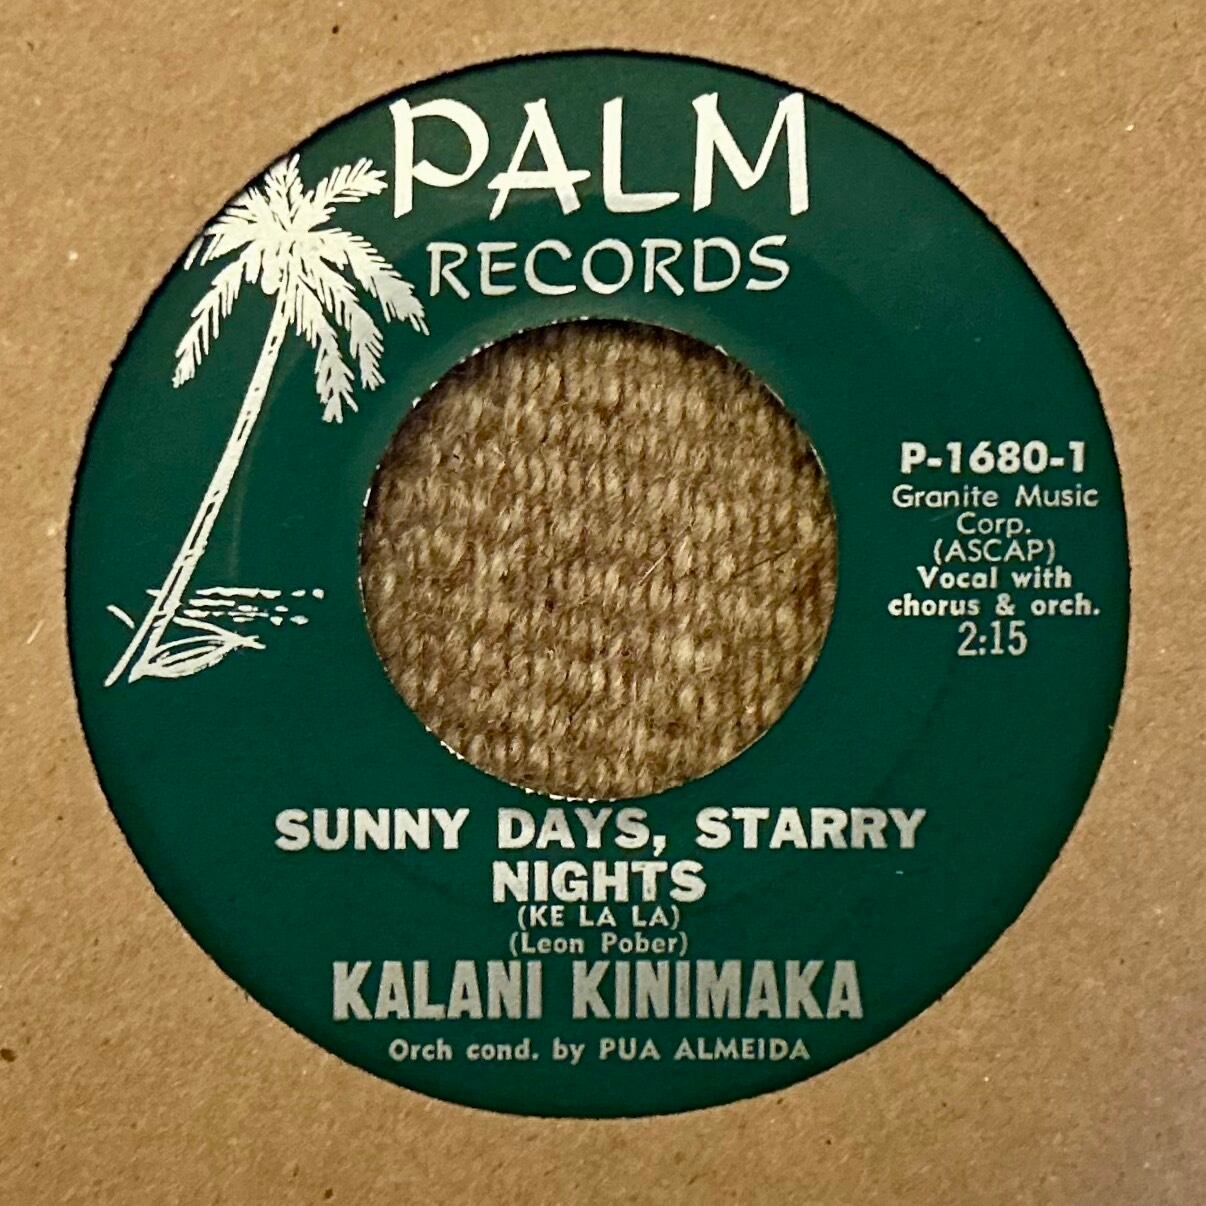 PALM
RECORDS
P-1680-1
Granite Music
Corp.
(ASCAP)
Vocal with
chorus & orch.
2:15
SUNNY DAYS, STARRY
NIGHTS
(KE LA LA)
(Leon Pober)
KALANI KINIMAKA
Orch cond. by PUA ALMEIDA